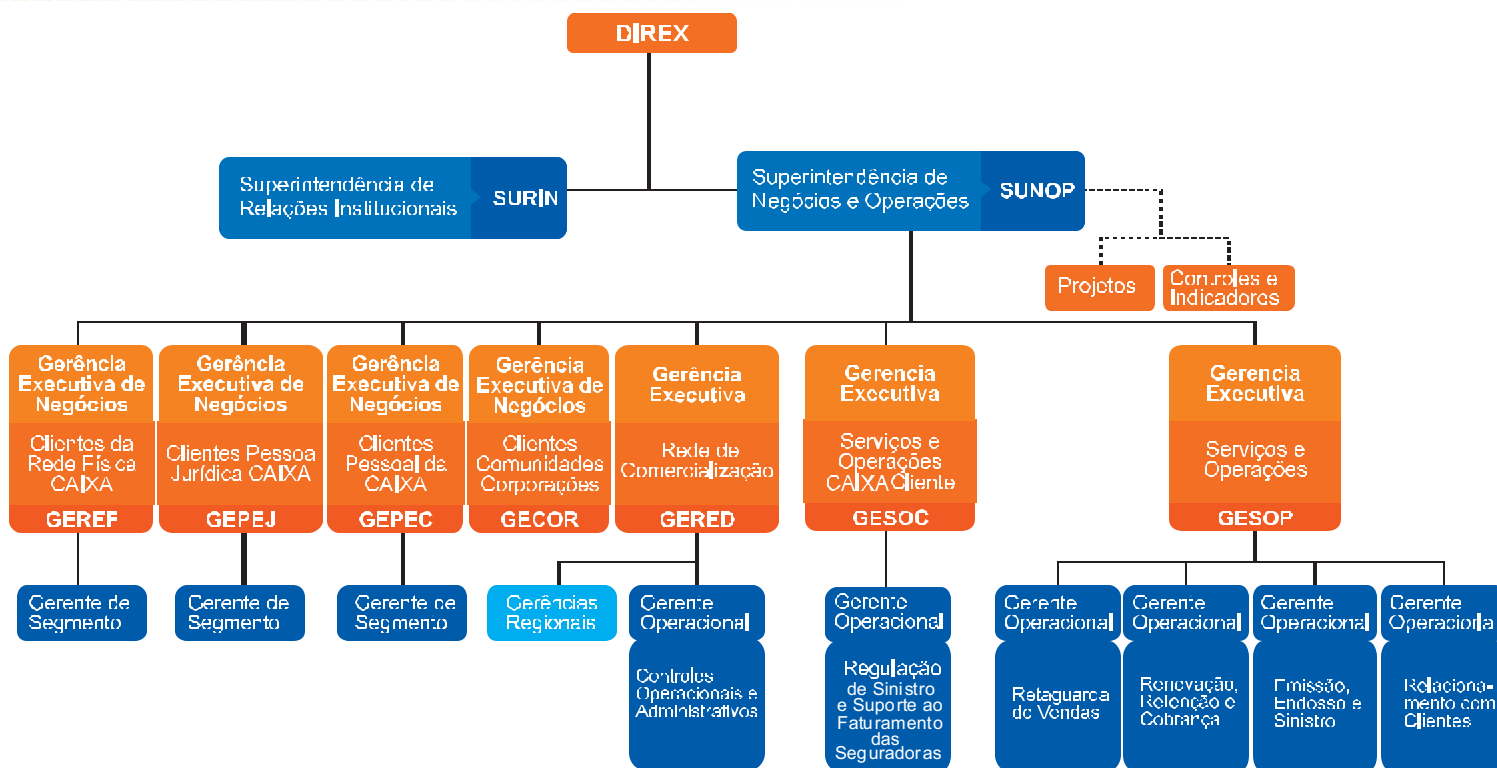 DIREX
Superintendência de
Relações Institucionais
SURIN
Superintendência de
Negócios e Operações
SUNOP
Projetos
Controles e
Indicadores
Gerência
Executiva de
Negócios
Clientes da
Rede Física
CAIXA
GEREF
Gerência
Executiva de
Negócios
Clientes Pessoa
Jurídica CAIXA
GEPEJ
Gerência
Executiva de
Negócios
Clientes
Pessoal da
CAIXA
GEPEC
Gerência
Executiva de
Negócios
Clientes
Comunidades
Corporações
GECOR
Gerência
Executiva
Rede de
Comercialização
GERED
Gerencia
Executiva
Serviços e
Operações
CAIXACliente
GESOC
Gerencia
Executiva
Serviços e
Operações
GESOP
Gerente de
Segmento
Gerente de
Segmento
Gerente de
Segmento
Gerências
Regionais
Gerente
Operacional
Controles
Operacionais e
Administrativos
Gerente
Operacional
Regulação
de Sinistro
e Suporte ao
Faturamento
das
Seguradoras
Gerente
Operacional
Retaguarda
de Vendas
Gerente
Operacional
Renovação,
Retenção e
Cobrança
Gerente
Operacional
Emissão,
Endosso e
Sinistro
Gerente
Operaciona
Relaciona-
mento com
Clientes